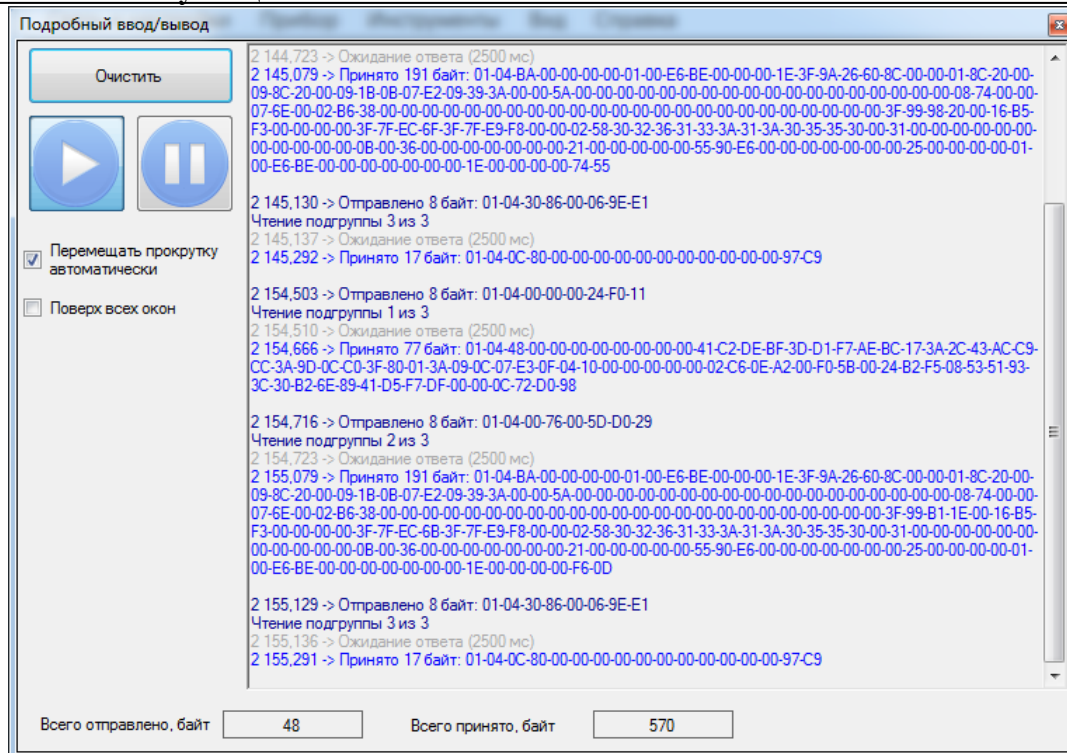 Подробный ввод/вывод
Прибор Инструменты Вид Справка
Очистить
Перемещать прокрутку
автоматически
Поверх всех окон
2 144,723 -> Ожидание ответа (2500 мс)
2 145,079 -> Принято 191 байт: 01-04-BA-00-00-00-00-01-00-E6-BE-00-00-00-1E-3F-9A-26-60-8C-00-00-01-8C-20-00-
09-8C-20-00-09-1B-0B-07-E2-09-39-3A-00-00-5A-00-00-00-00-00-00-00-00-00-00-00-00-00-00-00-00-00-08-74-00-00-
07-6E-00-02-B6-38-00-00-00-00-00-00-00-00-00-00-00-00-00-00-00-00-00-00-00-00-00-00-00-3F-99-98-20-00-16-B5-
F3-00-00-00-00-3F-7F-EC-6F-3F-7F-E9-F8-00-00-02-58-30-32-36-31-33-3A-31-3A-30-35-35-30-00-31-00-00-00-00-00-00-
00-00-00-00-00-0B-00-36-00-00-00-00-00-00-00-21-00-00-00-00-00-55-90-E6-00-00-00-00-00-00-00-25-00-00-00-00-01-
00-E6-BE-00-00-00-00-00-00-00-1E-00-00-00-00-74-55
2 145,130 -> Отправлено 8 байт: 01-04-30-86-00-06-9E-E1
Чтение подгруппы 3 из 3
2 145,137 -> Ожидание ответа (2500 мс)
2 145,292 -> Принято 17 байт: 01-04-0C-80-00-00-00-00-00-00-00-00-00-00-00-97-C9
2 154,503 -> Отправлено 8 байт: 01-04-00-00-00-24-F0-11
Чтение подгруппы 1 из 3
2 154,510 -> Ожидание ответа (2500 мс)
2 154,666 -> Принято 77 байт: 01-04-48-00-00-00-00-00-00-00-00-41-C2-DE-BF-3D-D1-F7-AE-BC-17-3A-2C-43-AC-C9-
CC-3A-9D-0C-C0-3F-80-01-3A-09-0C-07-E3-0F-04-10-00-00-00-00-00-02-C6-0E-A2-00-F0-5B-00-24-B2-F5-08-53-51-93-
3C-30-B2-6E-89-41-D5-F7-DF-00-00-0C-72-D0-98
2 154,716 -> Отправлено 8 байт: 01-04-00-76-00-5D-D0-29
Чтение подгруппы 2 из 3
2 154,723 -> Ожидание ответа (2500 мс)
2 155,079 -> Принято 191 байт: 01-04-BA-00-00-00-00-01-00-E6-BE-00-00-00-1E-3F-9A-26-60-8C-00-00-01-8C-20-00-
09-8C-20-00-09-1B-0B-07-E2-09-39-3A-00-00-5A-00-00-00-00-00-00-00-00-00-00-00-00-00-00-00-00-00-08-74-00-00-
07-6E-00-02-B6-38-00-00-00-00-00-00-00-00-00-00-00-00-00-00-00-00-00-00-00-00-00-00-00-3F-99-B1-1E-00-16-B5-
F3-00-00-00-00-3F-7F-EC-6B-3F-7F-E9-F8-00-00-02-58-30-32-36-31-33-3A-31-3A-30-35-35-30-00-31-00-00-00-00-00-00-
00-00-00-00-00-0B-00-36-00-00-00-00-00-00-00-21-00-00-00-00-00-55-90-E6-00-00-00-00-00-00-00-25-00-00-00-00-01-
00-E6-BE-00-00-00-00-00-00-00-1E-00-00-00-00-F6-0D
2 155,129 -> Отправлено 8 байт: 01-04-30-86-00-06-9E-E1
Чтение подгруппы 3 из 3
2 155,136 -> Ожидание ответа (2500 мс)
2 155,291 -> Принято 17 байт: 01-04-0C-80-00-00-00-00-00-00-00-00-00-00-00-97-C9
Всего отправлено, байт 48 Всего принято, байт 570